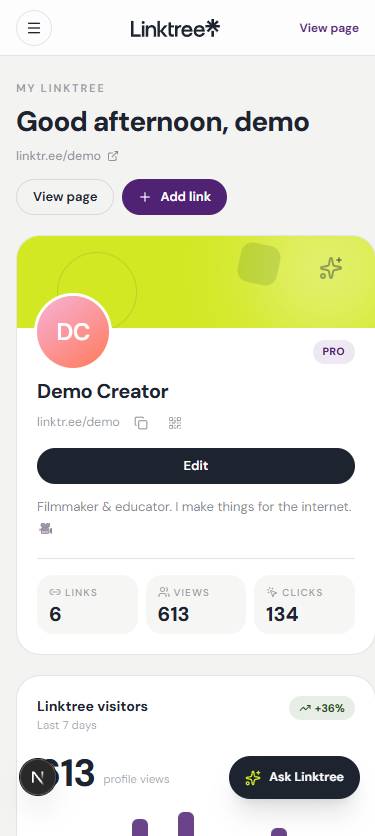 Linktree
View page
MY LINKTREE
Good afternoon, demo
linktr.ee/demo
View page
Add link
DC
PRO
Demo Creator
linktr.ee/demo
Edit
Filmmaker & educator. I make things for the internet. 🎥
LINKS
6
VIEWS
613
CLICKS
134
Linktree visitors
+36%
Last 7 days
613 profile views
N
Ask Linktree